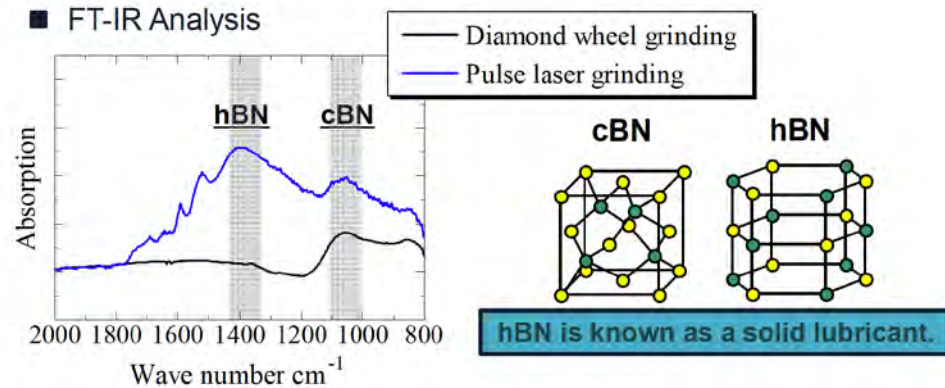 ■ FT-IR Analysis
Diamond wheel grinding
Pulse laser grinding
hBN cBN
Absorption
2000 1800 1600 1400 1200 1000 800
Wave number cm-1
cBN hBN
hBN is known as a solid lubricant.